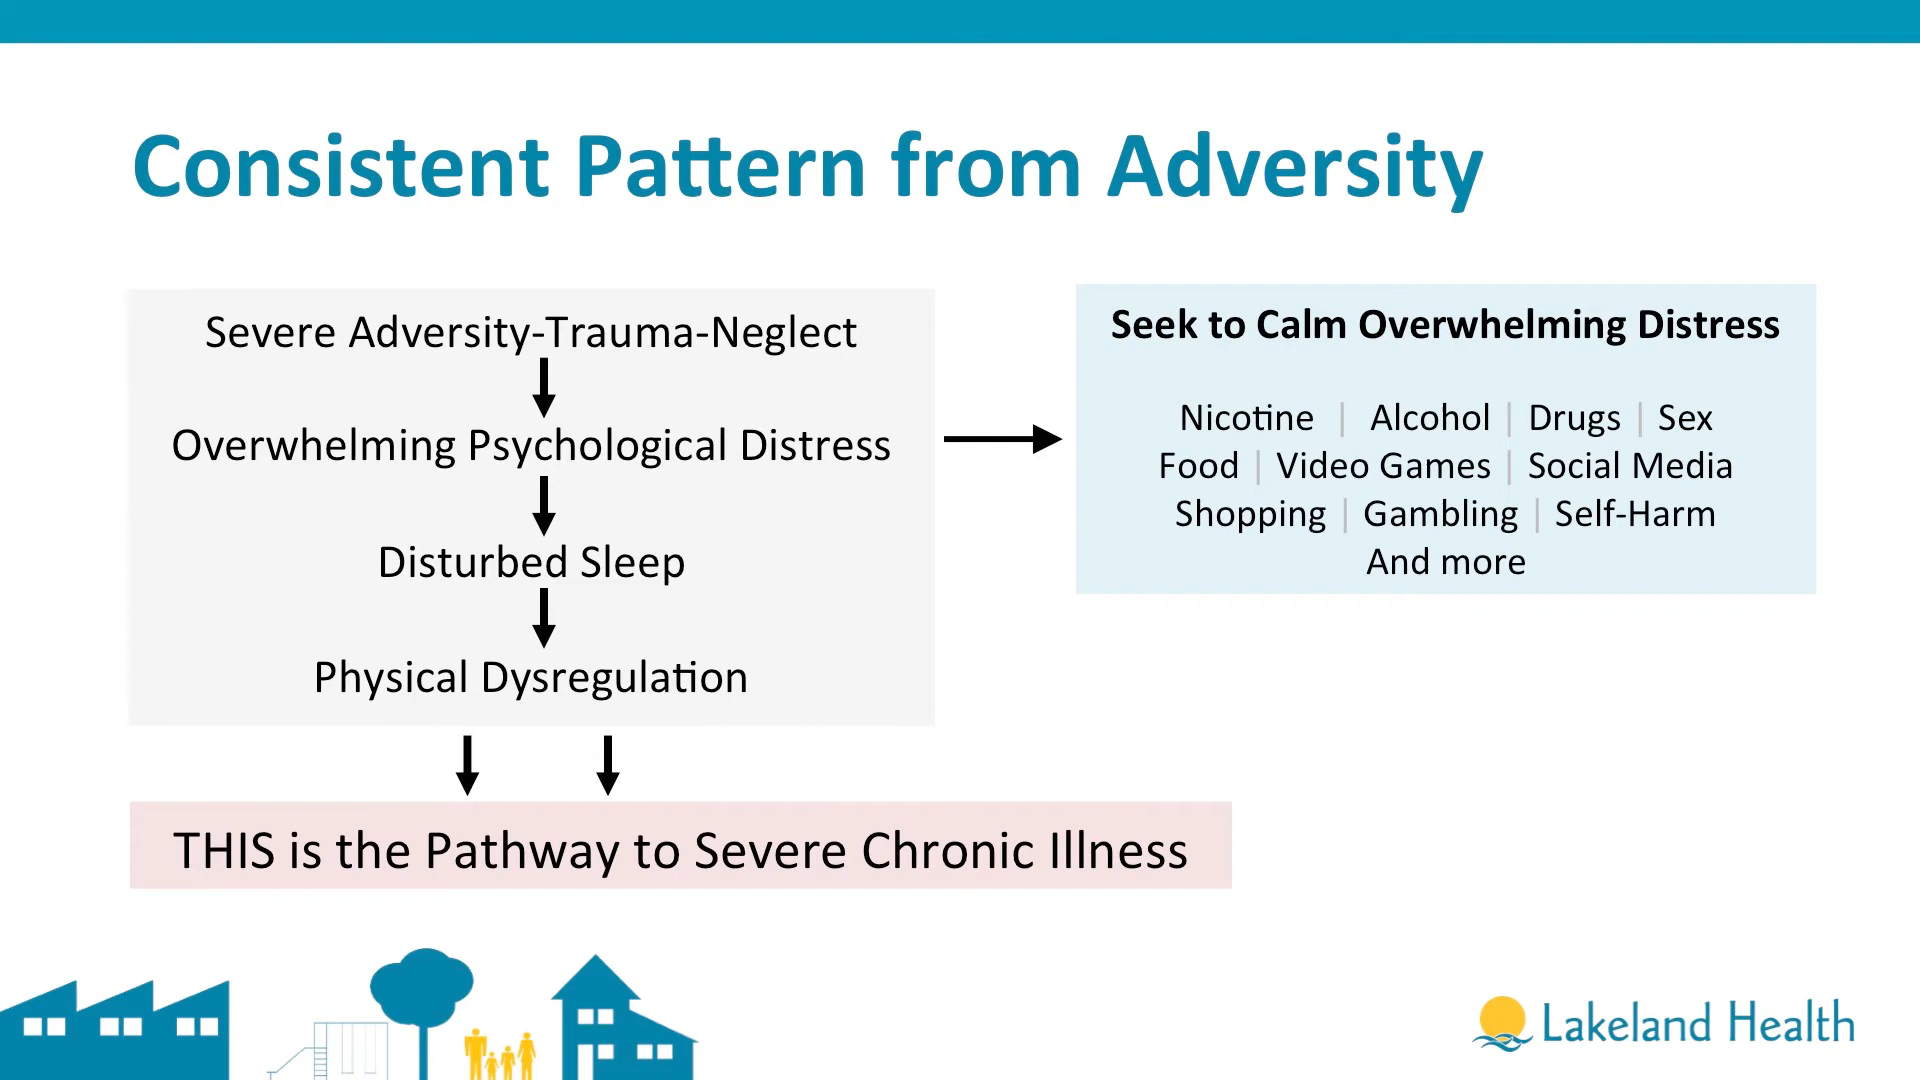 Consistent Pattern from Adversity
Severe Adversity-Trauma-Neglect
Overwhelming Psychological Distress
Disturbed Sleep
Physical Dysregulation
Seek to Calm Overwhelming Distress
Nicotine | Alcohol | Drugs | Sex
Food | Video Games | Social Media
Shopping | Gambling | Self-Harm
And more
THIS is the Pathway to Severe Chronic Illness
Lakeland Health